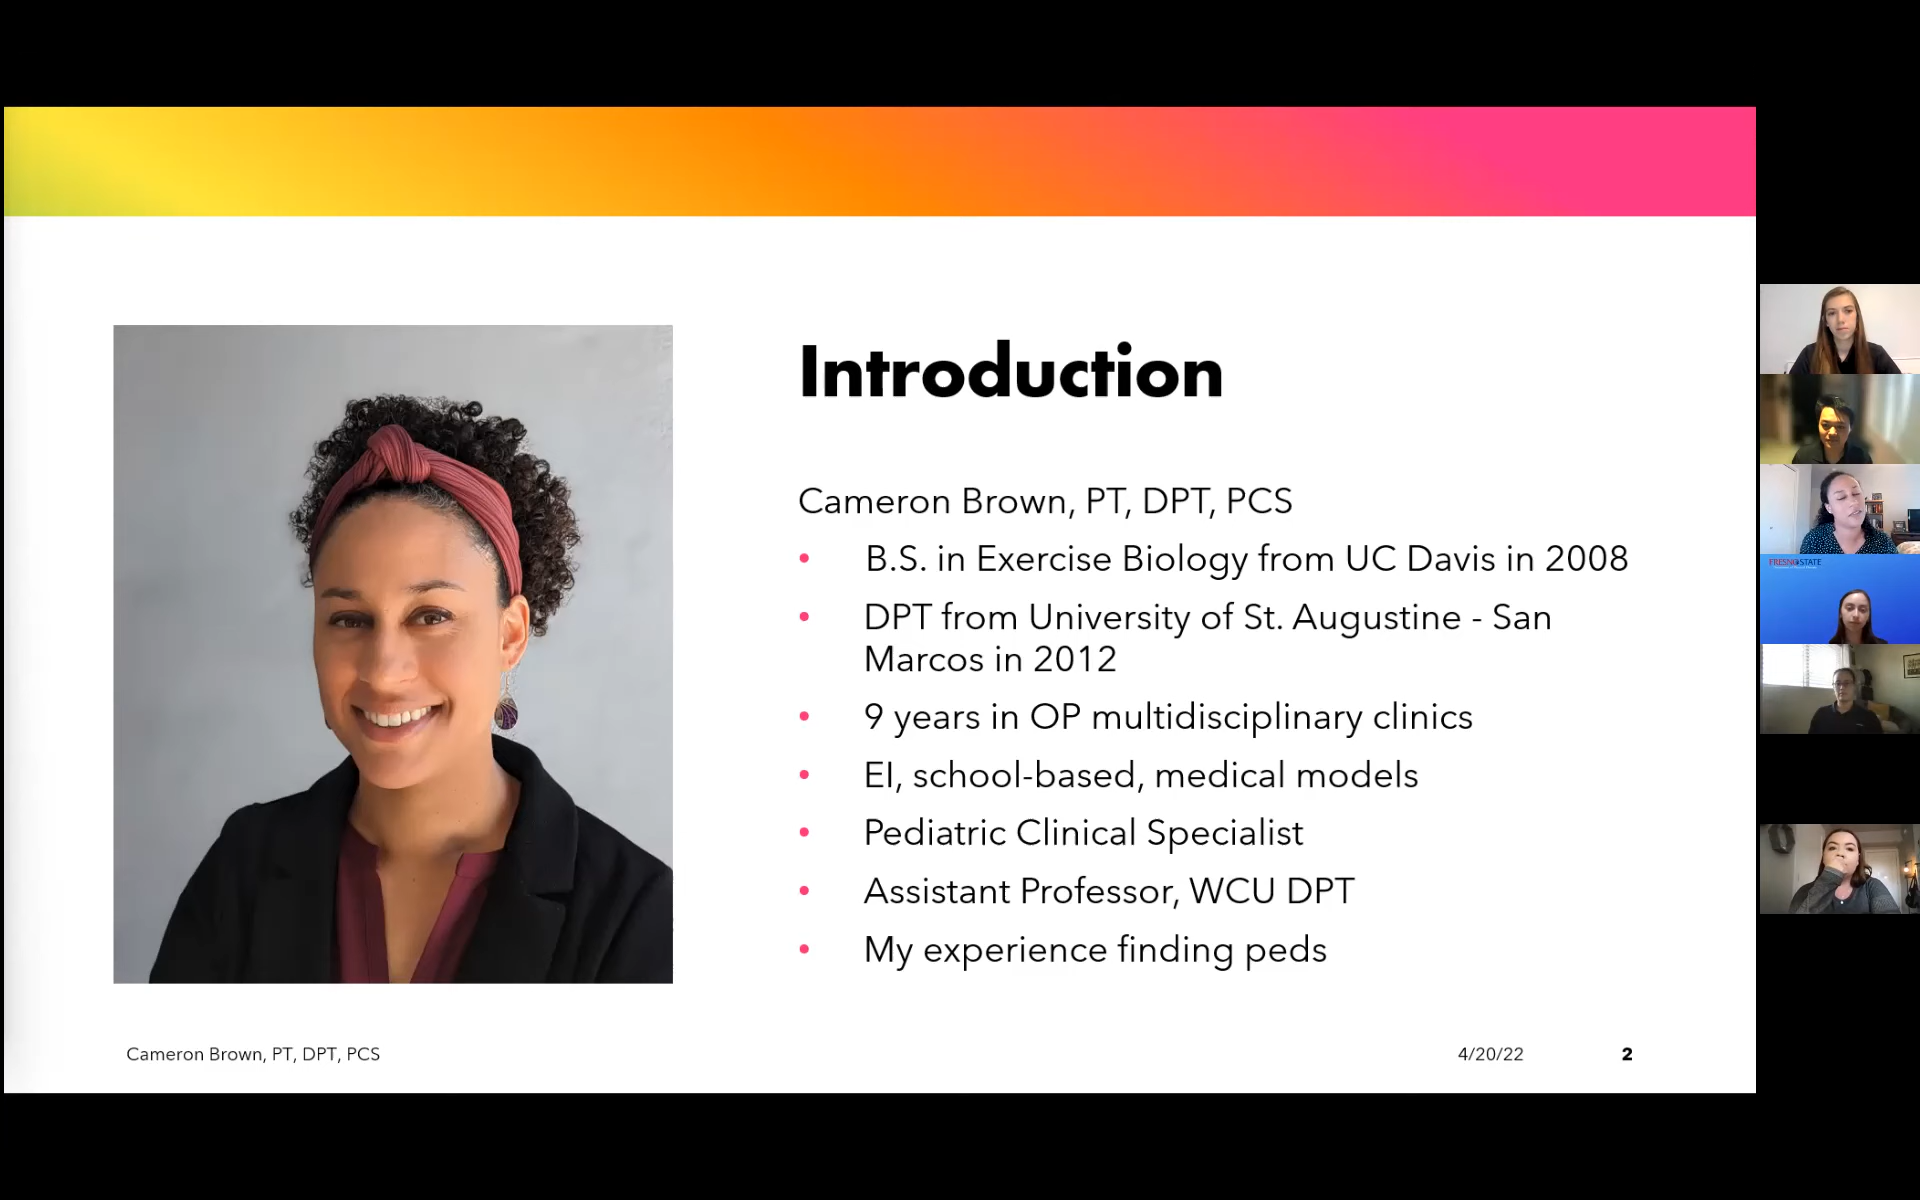 Introduction
Cameron Brown, PT, DPT, PCS
• B.S. in Exercise Biology from UC Davis in 2008
• DPT from University of St. Augustine - San
Marcos in 2012
• 9 years in OP multidisciplinary clinics
• EI, school-based, medical models
• Pediatric Clinical Specialist
• Assistant Professor, WCU DPT
• My experience finding peds
Cameron Brown, PT, DPT, PCS
4/20/22
2
FRESNO STATE